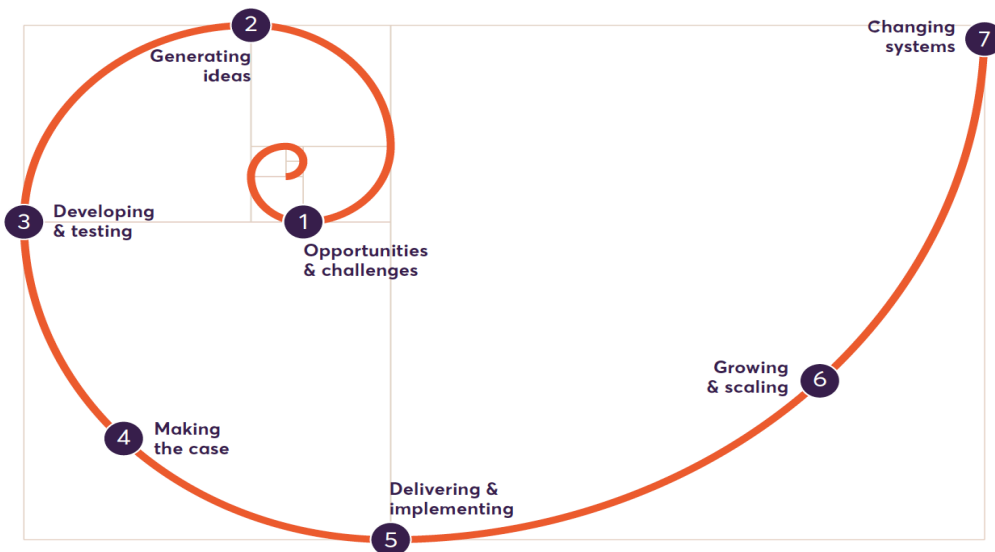 1
Opportunities
& challenges
2
Generating
ideas
3
Developing
& testing
4
Making
the case
5
Delivering &
implementing
6
Growing
& scaling
7
Changing
systems